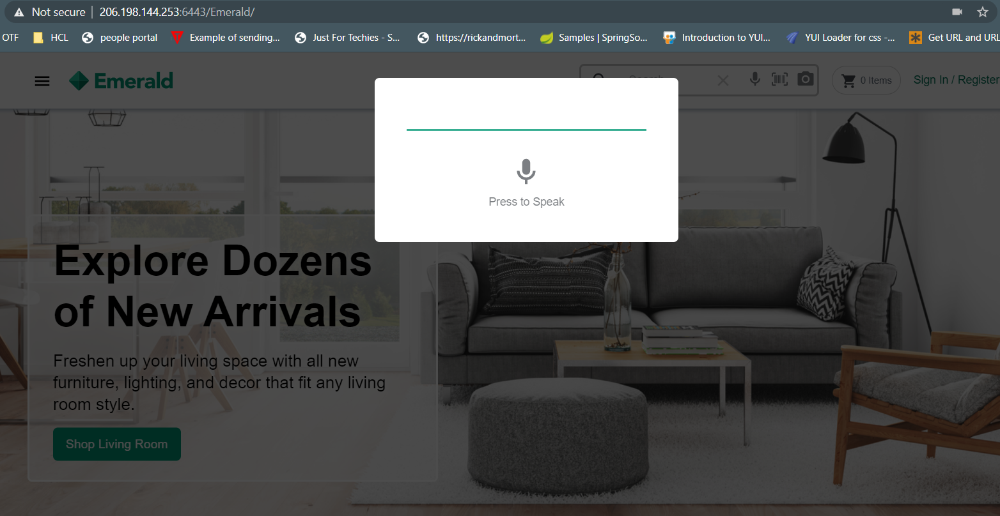 Not secure | 206.198.144.253:6443/Emerald/
OTF HCL people portal Example of sending... Just For Techies - S... https://rickandmort... Samples | SpringSo... Introduction to YUI... YUI Loader for css -... Get URL and URL
Emerald Search 0 Items Sign In / Register
Press to Speak
Explore Dozens
of New Arrivals
Freshen up your living space with all new
furniture, lighting, and decor that fit any living
room style.
Shop Living Room